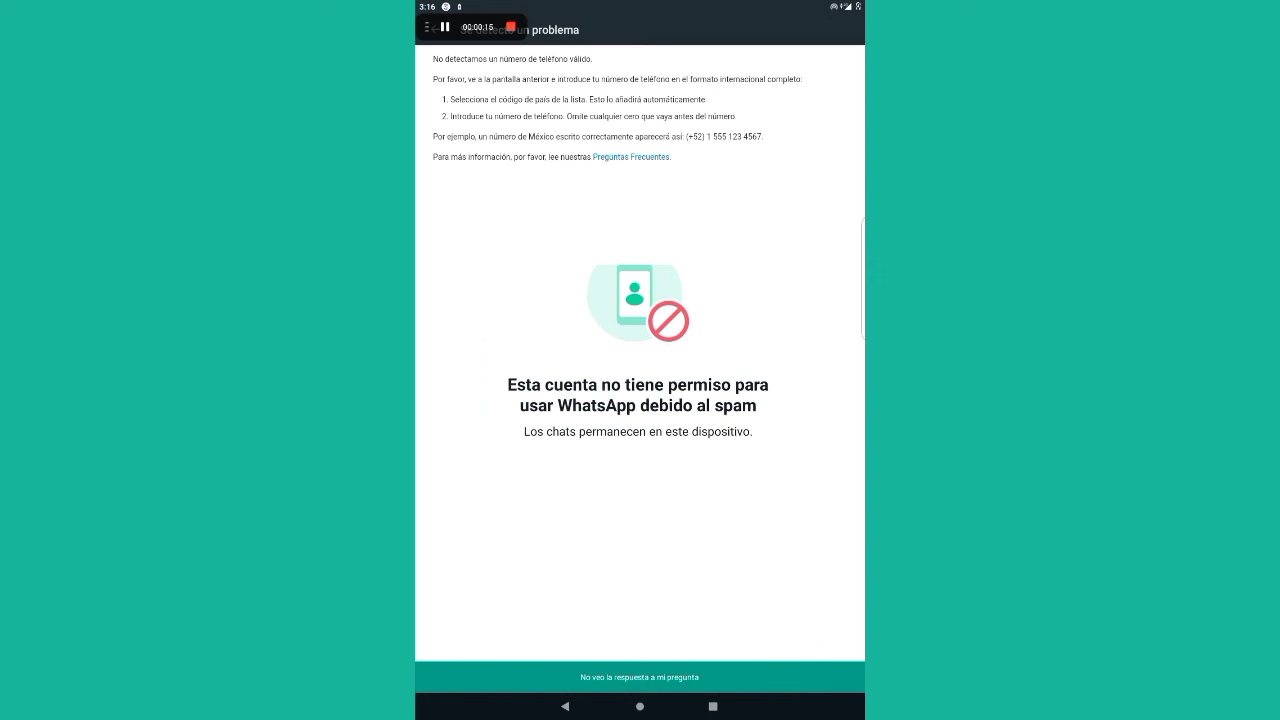 3:16
00:00:15
Se detectó un problema
No detectamos un número de teléfono válido.
Por favor, ve a la pantalla anterior e introduce tu número de teléfono en el formato internacional completo:
1. Selecciona el código de país de la lista. Esto lo añadirá automáticamente.
2. Introduce tu número de teléfono. Omite cualquier cero que vaya antes del número.
Por ejemplo, un número de México escrito correctamente aparecerá así: (+52) 1 555 123 4567.
Para más información, por favor, lee nuestras Preguntas Frecuentes.
Esta cuenta no tiene permiso para
usar WhatsApp debido al spam
Los chats permanecen en este dispositivo.
No veo la respuesta a mi pregunta